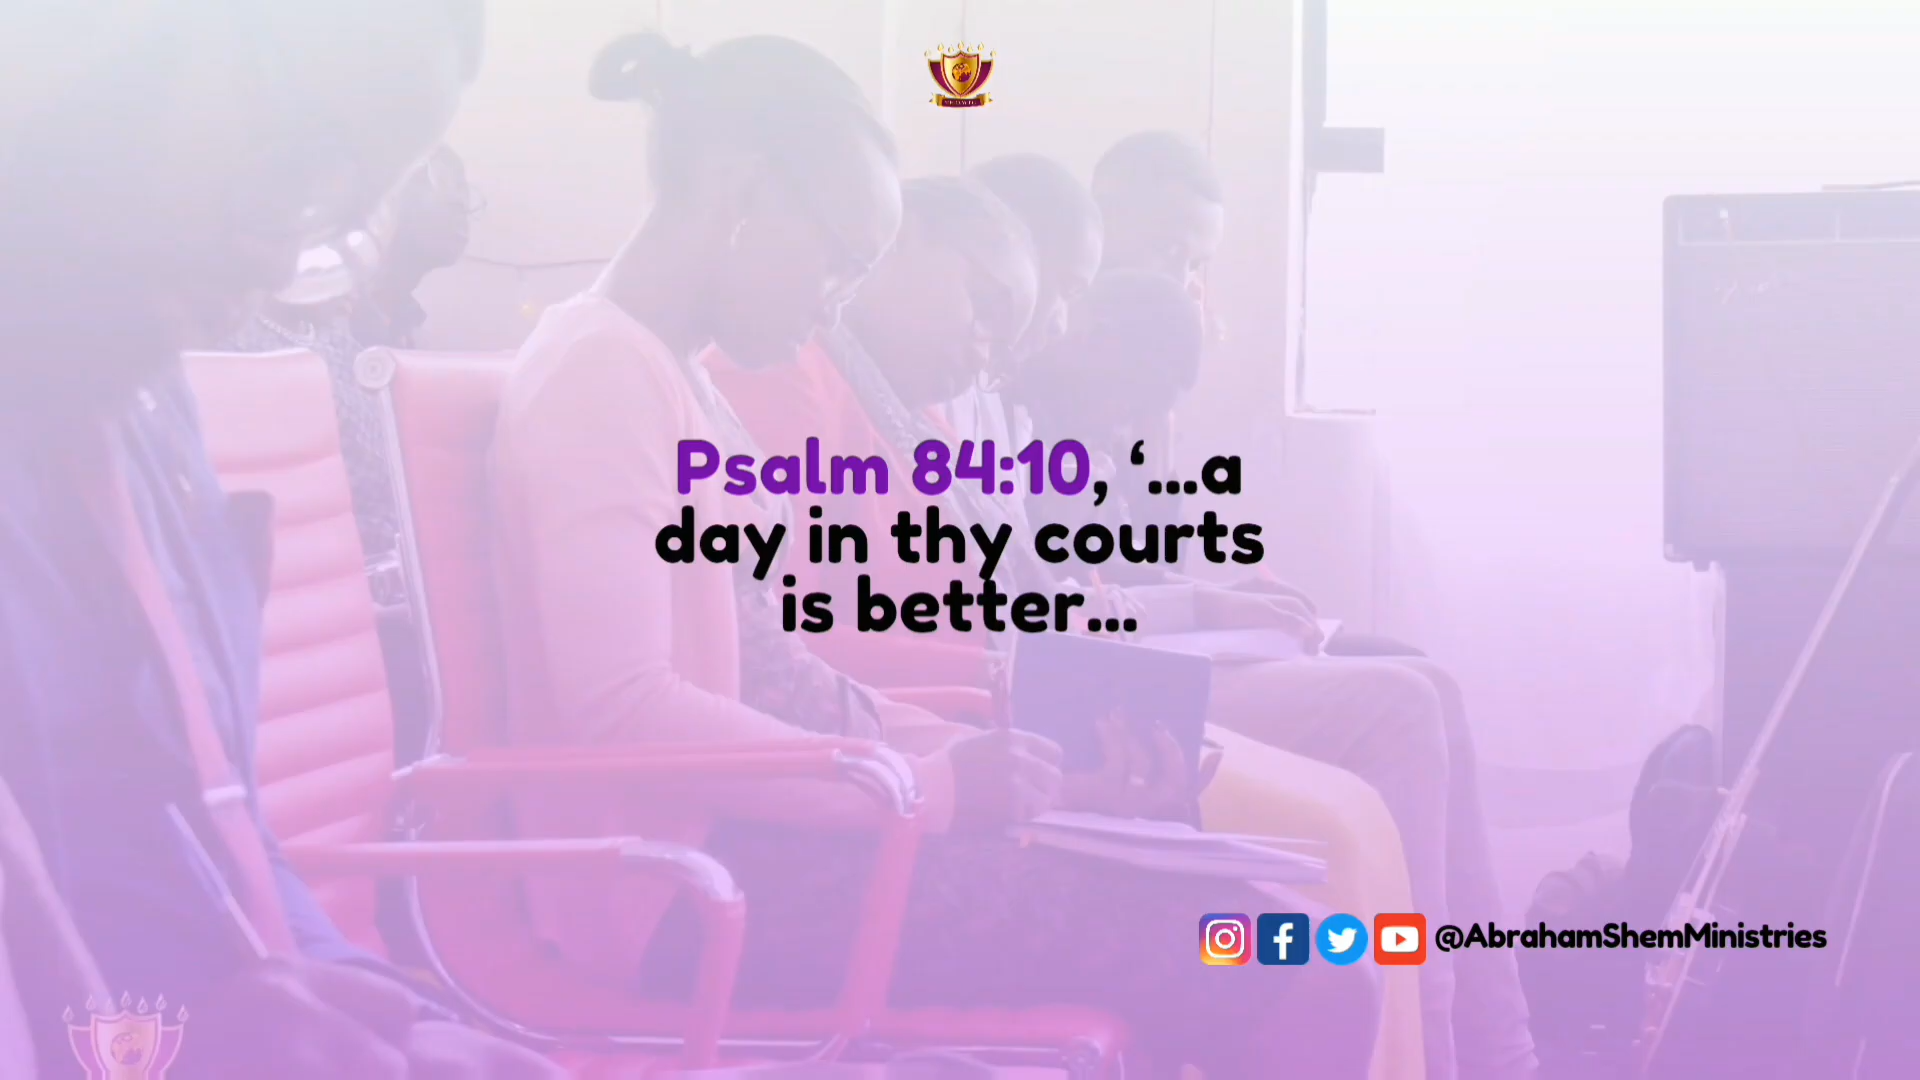 Psalm 84:10, ‘...a
day in thy courts
is better...
@AbrahamShemMinistries